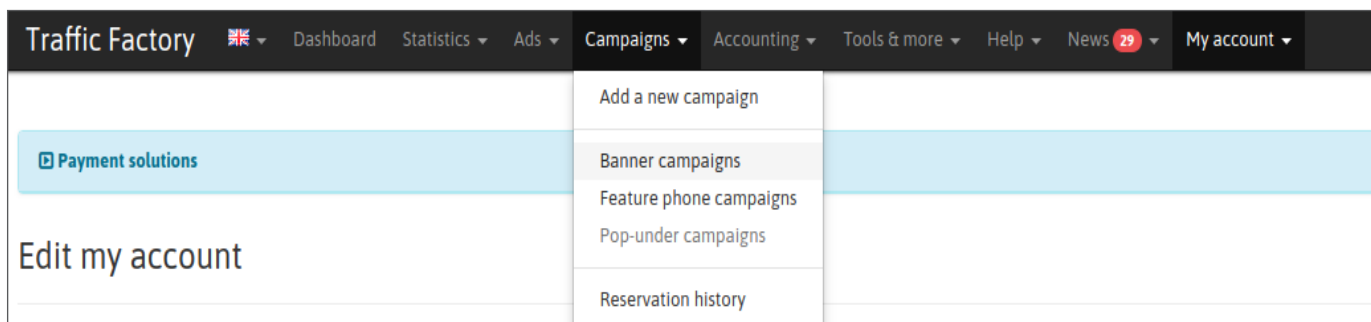 Traffic Factory Dashboard Statistics Ads Campaigns Accounting Tools & more Help News 29 My account
Add a new campaign
Payment solutions
Banner campaigns
Feature phone campaigns
Pop-under campaigns
Edit my account
Reservation history